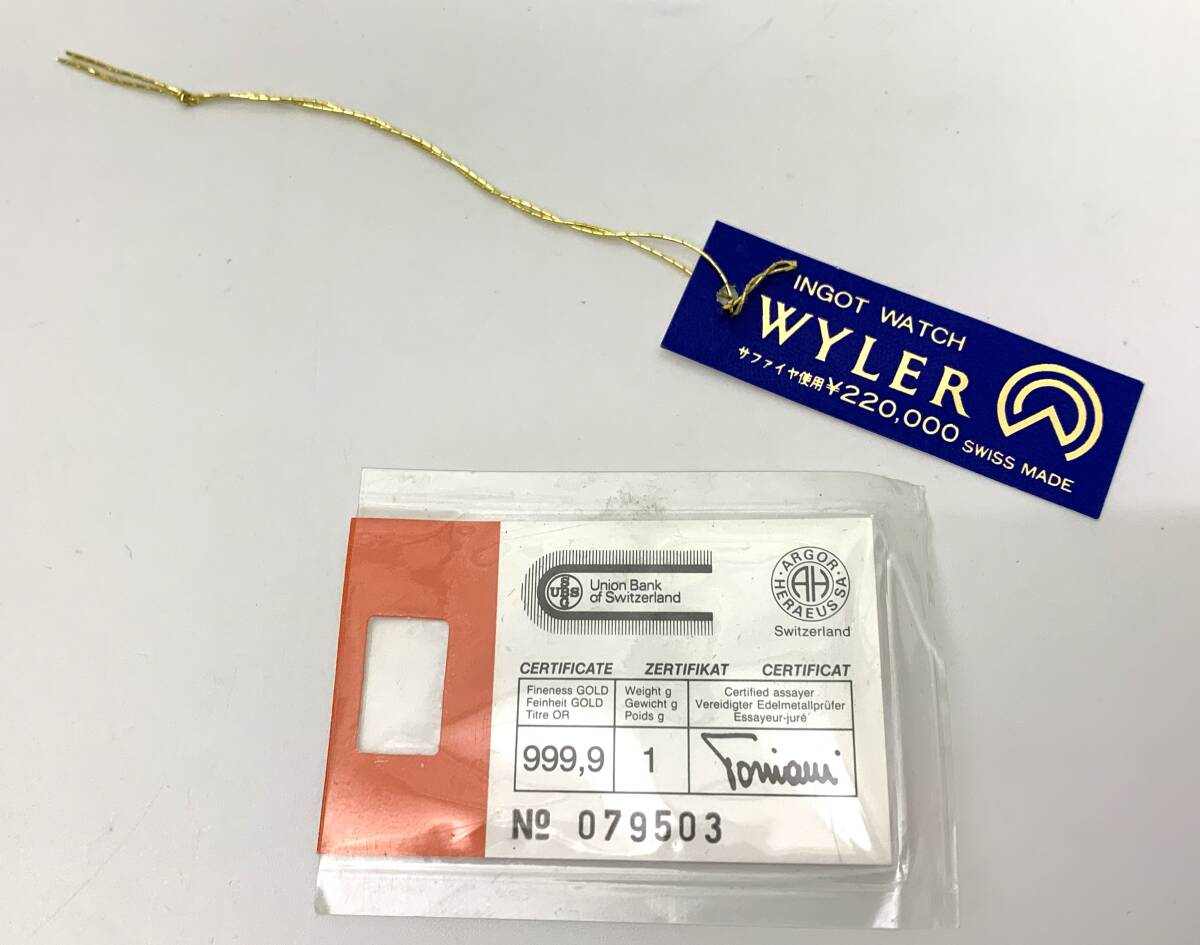 INGOT WATCH
WYLER
サファイヤ使用 ¥220,000 SWISS MADE
UBS
SBG
Union Bank
of Switzerland
ARGOR·HERAEUS SA
AH
Switzerland
CERTIFICATE ZERTIFIKAT CERTIFICAT
Fineness GOLD
Feinheit GOLD
Titre OR
Weight g
Gewicht g
Poids g
Certified assayer
Vereidigter Edelmetallprüfer
Essayeur-juré
999,9
1
Nº 079503